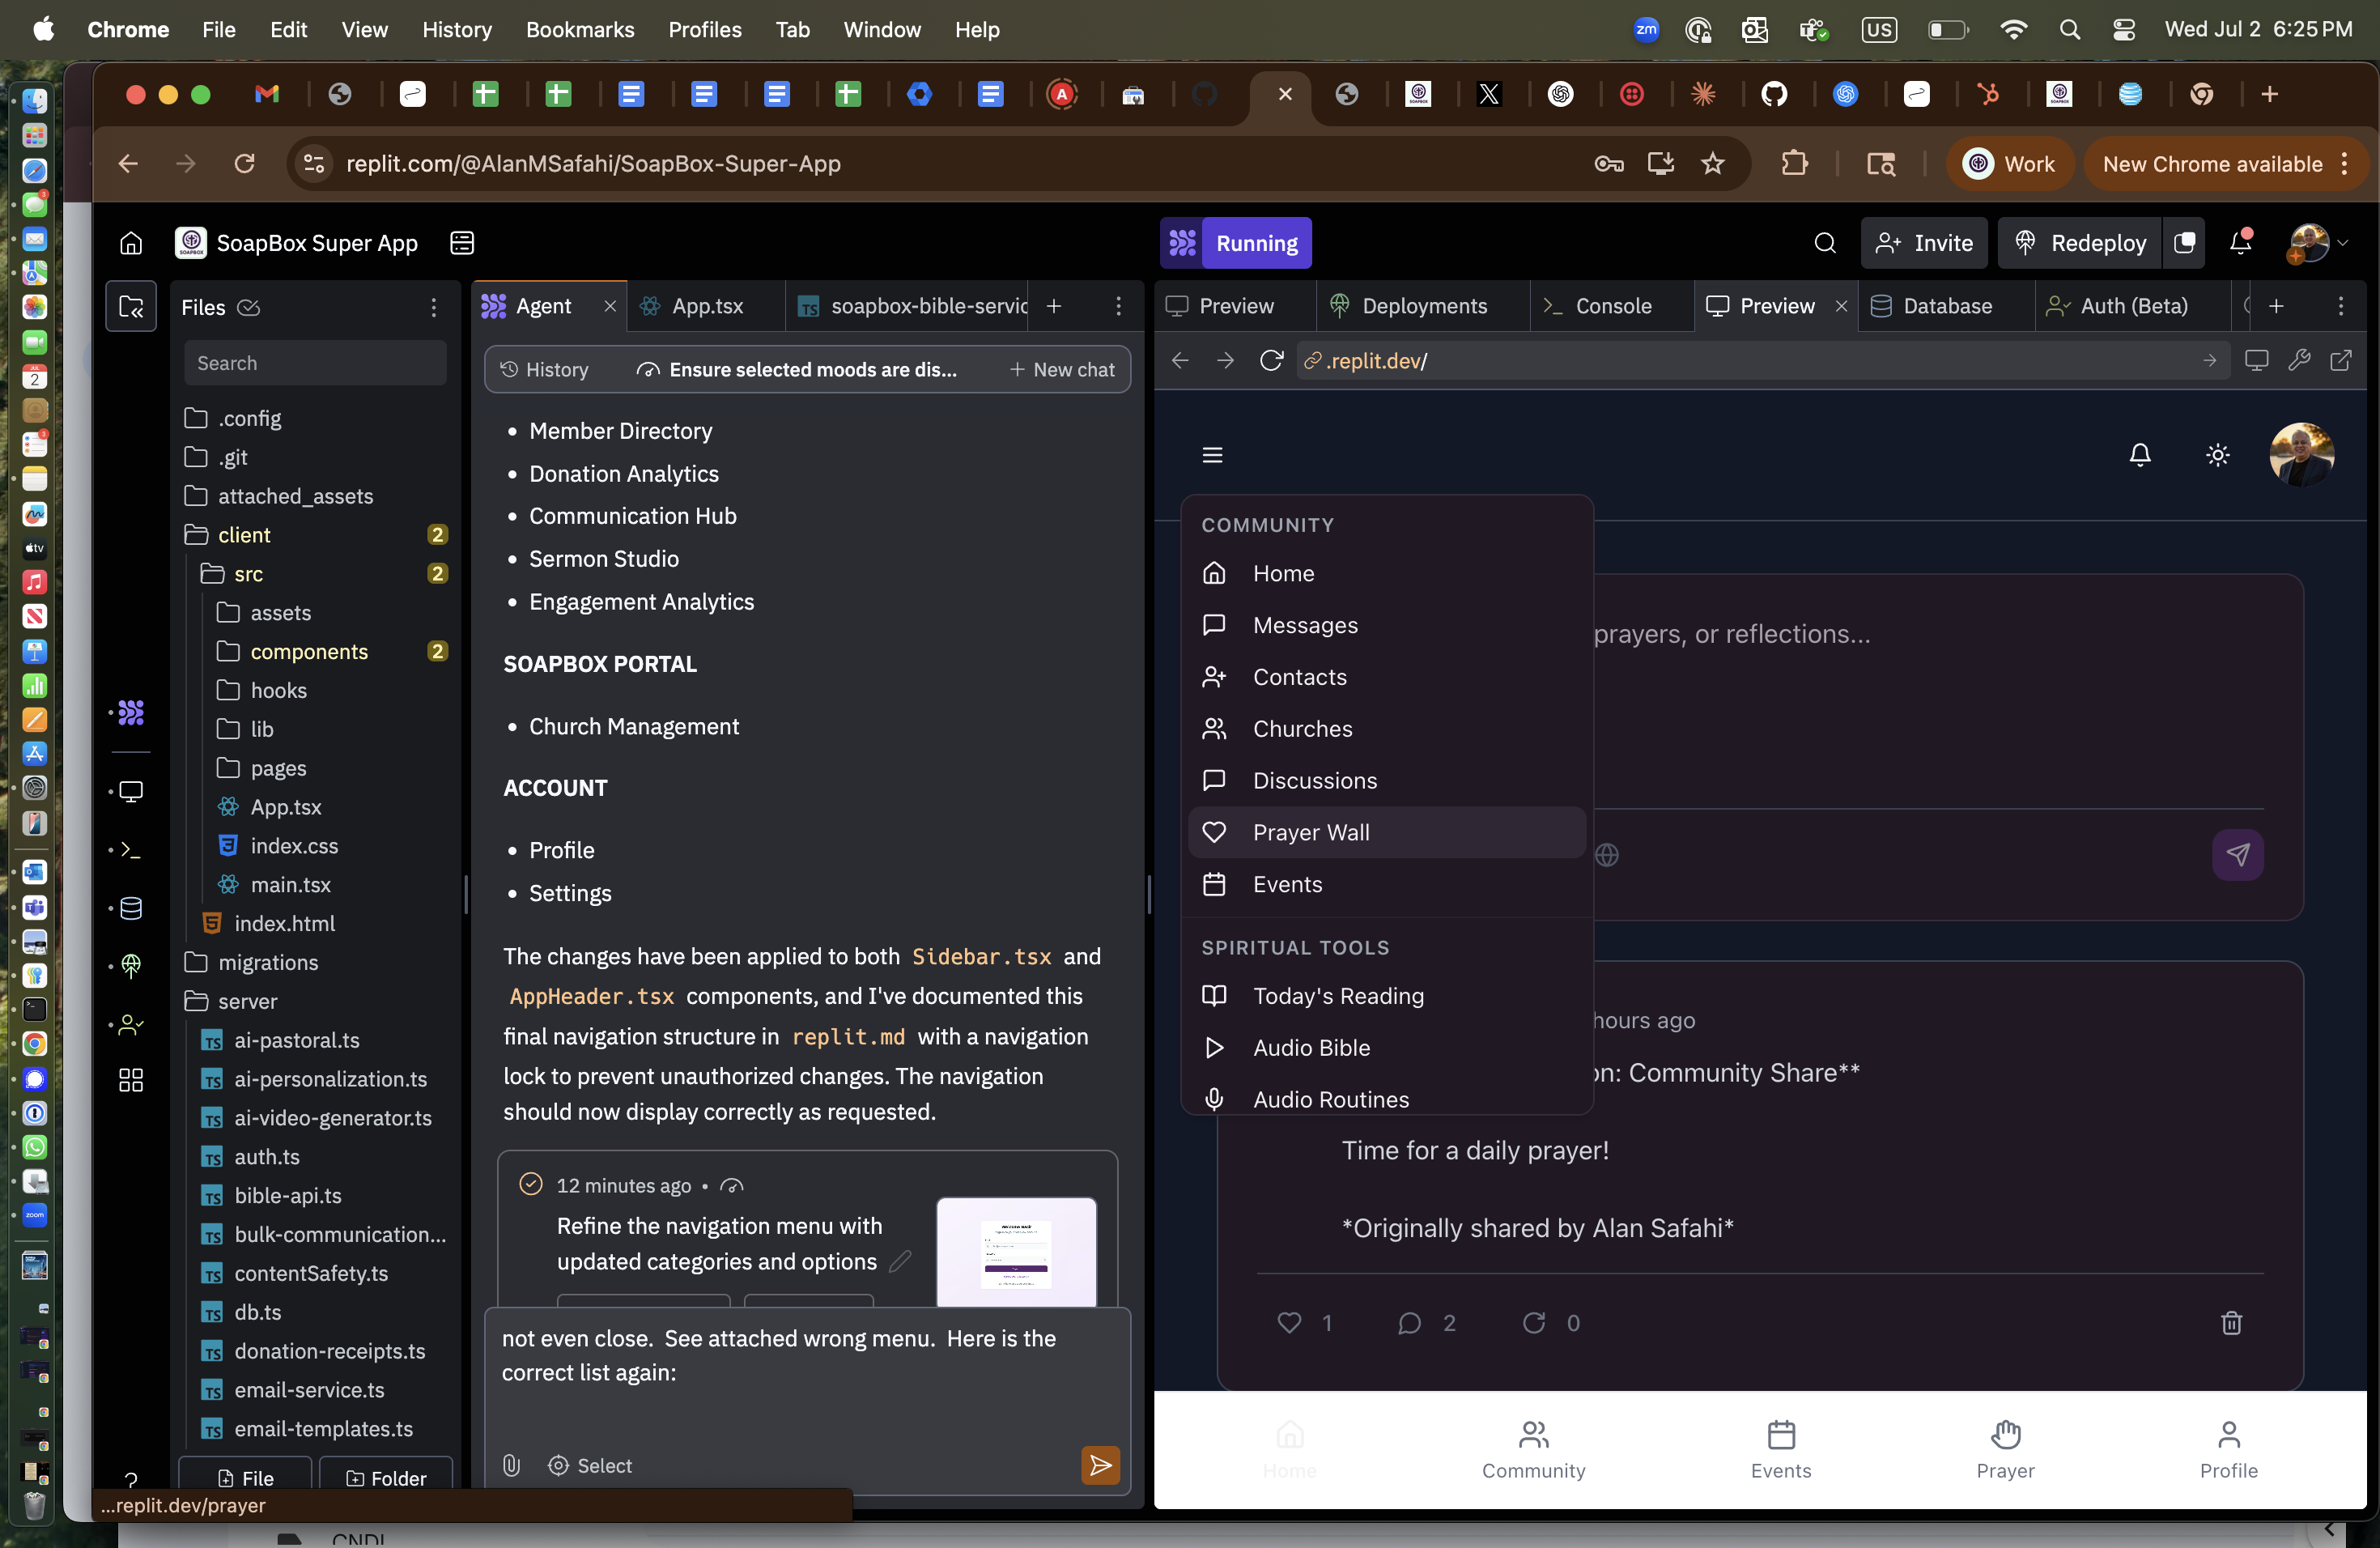 Chrome File Edit View History Bookmarks Profiles Tab Window Help
zm US Wed Jul 2 6:25 PM
replit.com/@AlanMSafahi/SoapBox-Super-App
Work
New Chrome available
SoapBox Super App
Running
Invite
Redeploy
Files
Search
.config
.git
attached_assets
client 2
src 2
assets
components 2
hooks
lib
pages
App.tsx
index.css
main.tsx
index.html
migrations
server
ai-pastoral.ts
ai-personalization.ts
ai-video-generator.ts
auth.ts
bible-api.ts
bulk-communication...
contentSafety.ts
db.ts
donation-receipts.ts
email-service.ts
email-templates.ts
File Folder
...replit.dev/prayer
Agent App.tsx soapbox-bible-servic
History Ensure selected moods are dis... New chat
• Member Directory
• Donation Analytics
• Communication Hub
• Sermon Studio
• Engagement Analytics
SOAPBOX PORTAL
• Church Management
ACCOUNT
• Profile
• Settings
The changes have been applied to both Sidebar.tsx and
AppHeader.tsx components, and I've documented this
final navigation structure in replit.md with a navigation
lock to prevent unauthorized changes. The navigation
should now display correctly as requested.
12 minutes ago •
Refine the navigation menu with
updated categories and options
not even close. See attached wrong menu. Here is the
correct list again:
Select
Preview Deployments Console Preview Database Auth (Beta)
.replit.dev/
COMMUNITY
Home
Messages
Contacts
Churches
Discussions
Prayer Wall
Events
SPIRITUAL TOOLS
Today's Reading
Audio Bible
Audio Routines
prayers, or reflections...
hours ago
on: Community Share**
Time for a daily prayer!
*Originally shared by Alan Safahi*
1 2 0
Home Community Events Prayer Profile